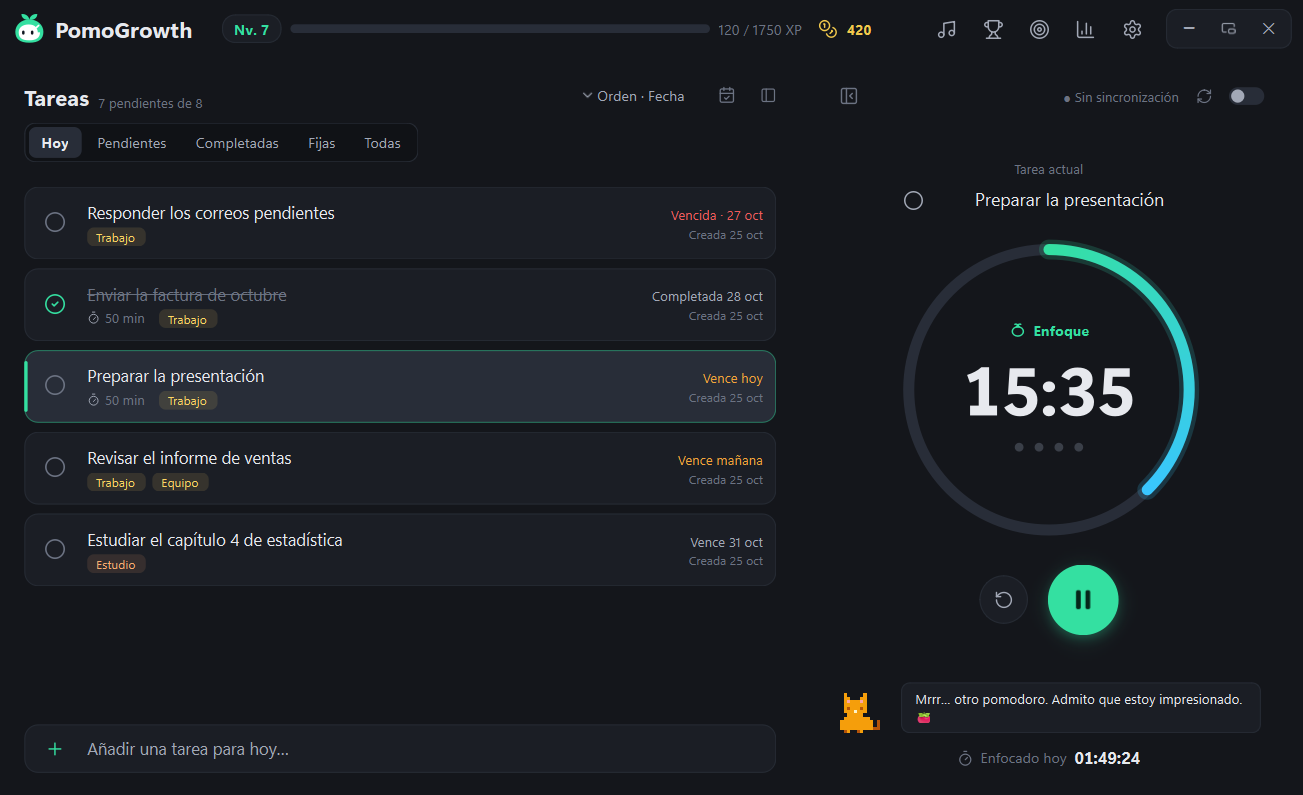 PomoGrowth
Nv. 7
120 / 1750 XP
420
Tareas 7 pendientes de 8
Orden · Fecha
Hoy Pendientes Completadas Fijas Todas
Responder los correos pendientes
Trabajo
Vencida · 27 oct
Creada 25 oct
Enviar la factura de octubre
50 min Trabajo
Completada 28 oct
Creada 25 oct
Preparar la presentación
50 min Trabajo
Vence hoy
Creada 25 oct
Revisar el informe de ventas
Trabajo Equipo
Vence mañana
Creada 25 oct
Estudiar el capítulo 4 de estadística
Estudio
Vence 31 oct
Creada 25 oct
Añadir una tarea para hoy...
Sin sincronización
Tarea actual
Preparar la presentación
Enfoque
15:35
Mrrr... otro pomodoro. Admito que estoy impresionado.
Enfocado hoy 01:49:24